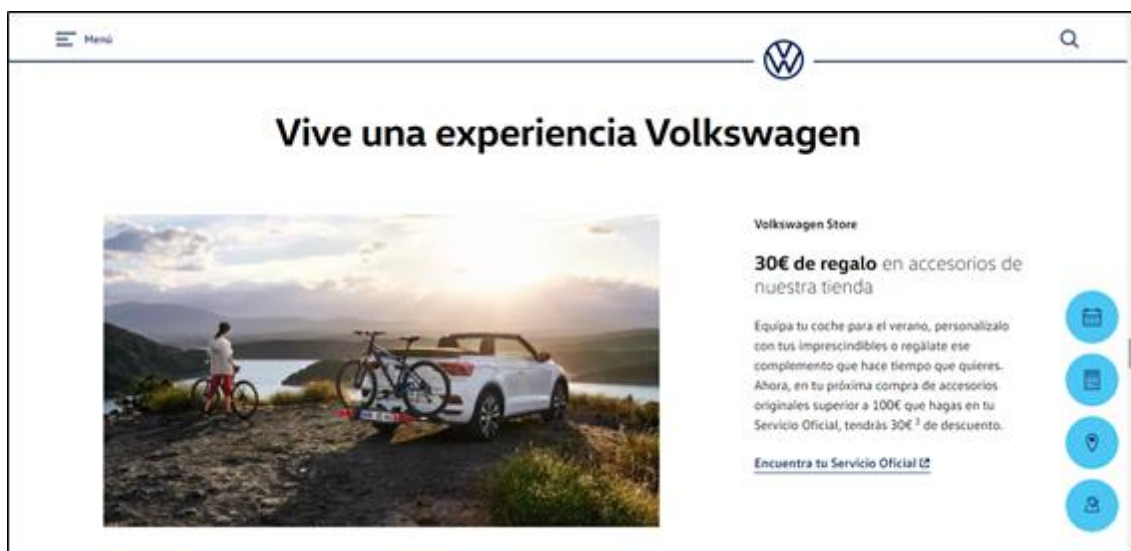 Menú
Vive una experiencia Volkswagen
Volkswagen Store
30€ de regalo en accesorios de
nuestra tienda
Equipa tu coche para el verano, personalízalo
con tus imprescindibles o regálate ese
complemento que hace tiempo que quieres.
Ahora, en tu próxima compra de accesorios
originales superior a 100€ que hagas en tu
Servicio Oficial, tendrás 30€ ³ de descuento.
Encuentra tu Servicio Oficial